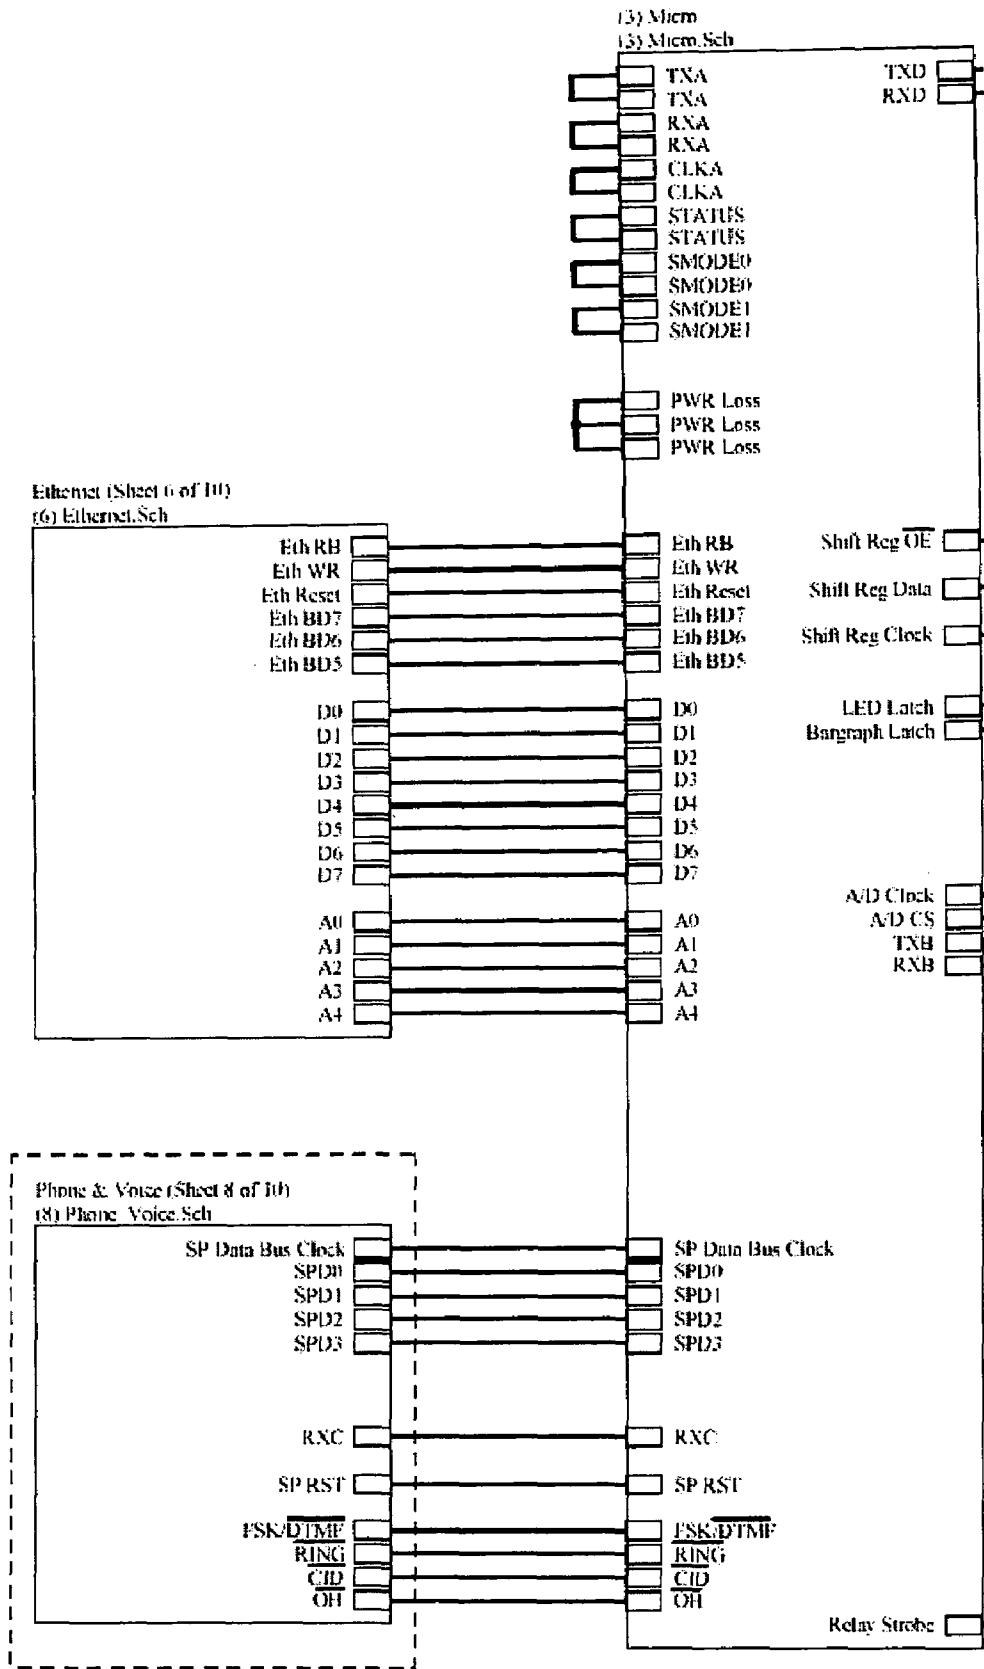 (3) Micro
(3) Micro.Sch
TXA
TXA
RXA
RXA
CLKA
CLKA
STATUS
STATUS
SMODE0
SMODE0
SMODE1
SMODE1
PWR Loss
PWR Loss
PWR Loss
TXD
RXD
Ethernet (Sheet 6 of 10)
(6) Ethernet.Sch
Eth RB
Eth WR
Eth Reset
Eth BD7
Eth BD6
Eth BD5
D0
D1
D2
D3
D4
D5
D6
D7
A0
A1
A2
A3
A4
Eth RB
Eth WR
Eth Reset
Eth BD7
Eth BD6
Eth BD5
D0
D1
D2
D3
D4
D5
D6
D7
A0
A1
A2
A3
A4
Shift Reg OE
Shift Reg Data
Shift Reg Clock
LED Latch
Bargraph Latch
A/D Clock
A/D CS
TXB
RXB
Phone & Voice (Sheet 8 of 10)
(8) Phone_Voice.Sch
SP Data Bus Clock
SPD0
SPD1
SPD2
SPD3
RXC
SP RST
FSK/DTMF
RING
CID
OH
SP Data Bus Clock
SPD0
SPD1
SPD2
SPD3
RXC
SP RST
FSK/DTMF
RING
CID
OH
Relay Strobe